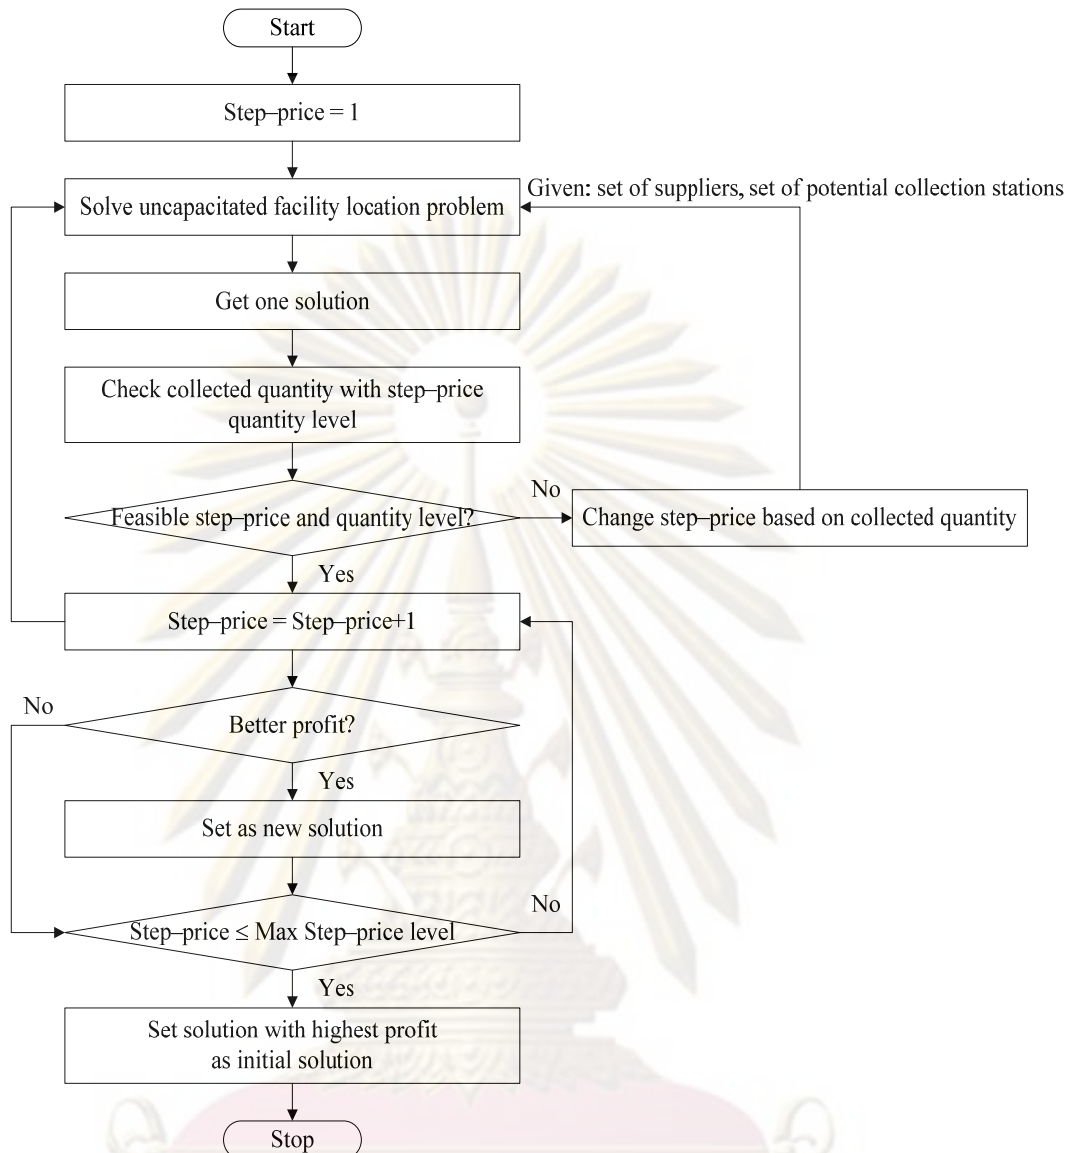 Start
Step–price = 1
Given: set of suppliers, set of potential collection stations
Solve uncapacitated facility location problem
Get one solution
Check collected quantity with step–price
quantity level
No
Feasible step–price and quantity level?
Change step–price based on collected quantity
Yes
Step–price = Step–price+1
No
Better profit?
Yes
Set as new solution
No
Step–price ≤ Max Step–price level
Yes
Set solution with highest profit
as initial solution
Stop